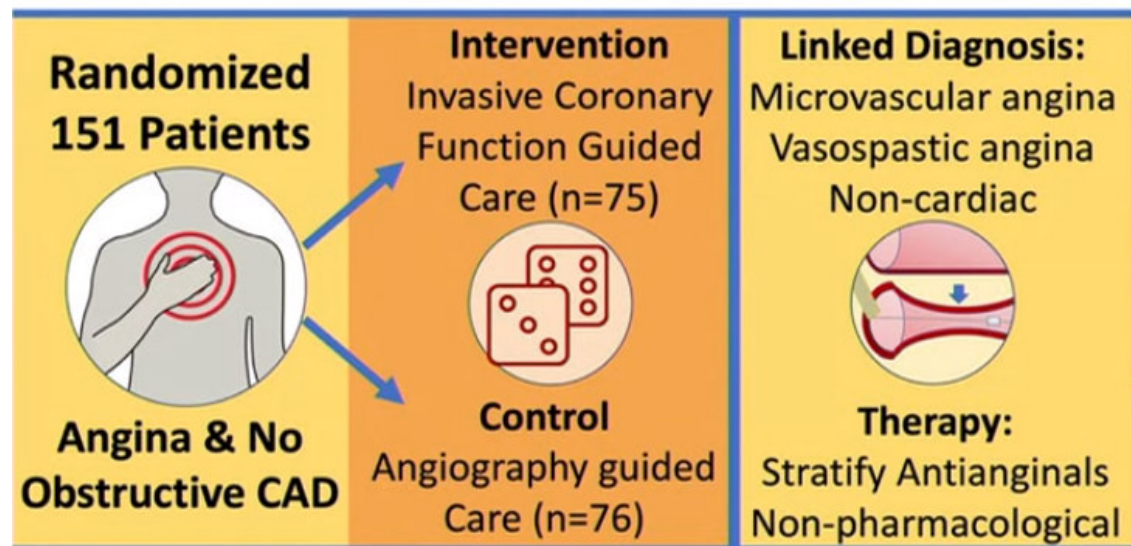 Randomized
151 Patients
Angina & No
Obstructive CAD
Intervention
Invasive Coronary
Function Guided
Care (n=75)
Control
Angiography guided
Care (n=76)
Linked Diagnosis:
Microvascular angina
Vasospastic angina
Non-cardiac
Therapy:
Stratify Antianginals
Non-pharmacological